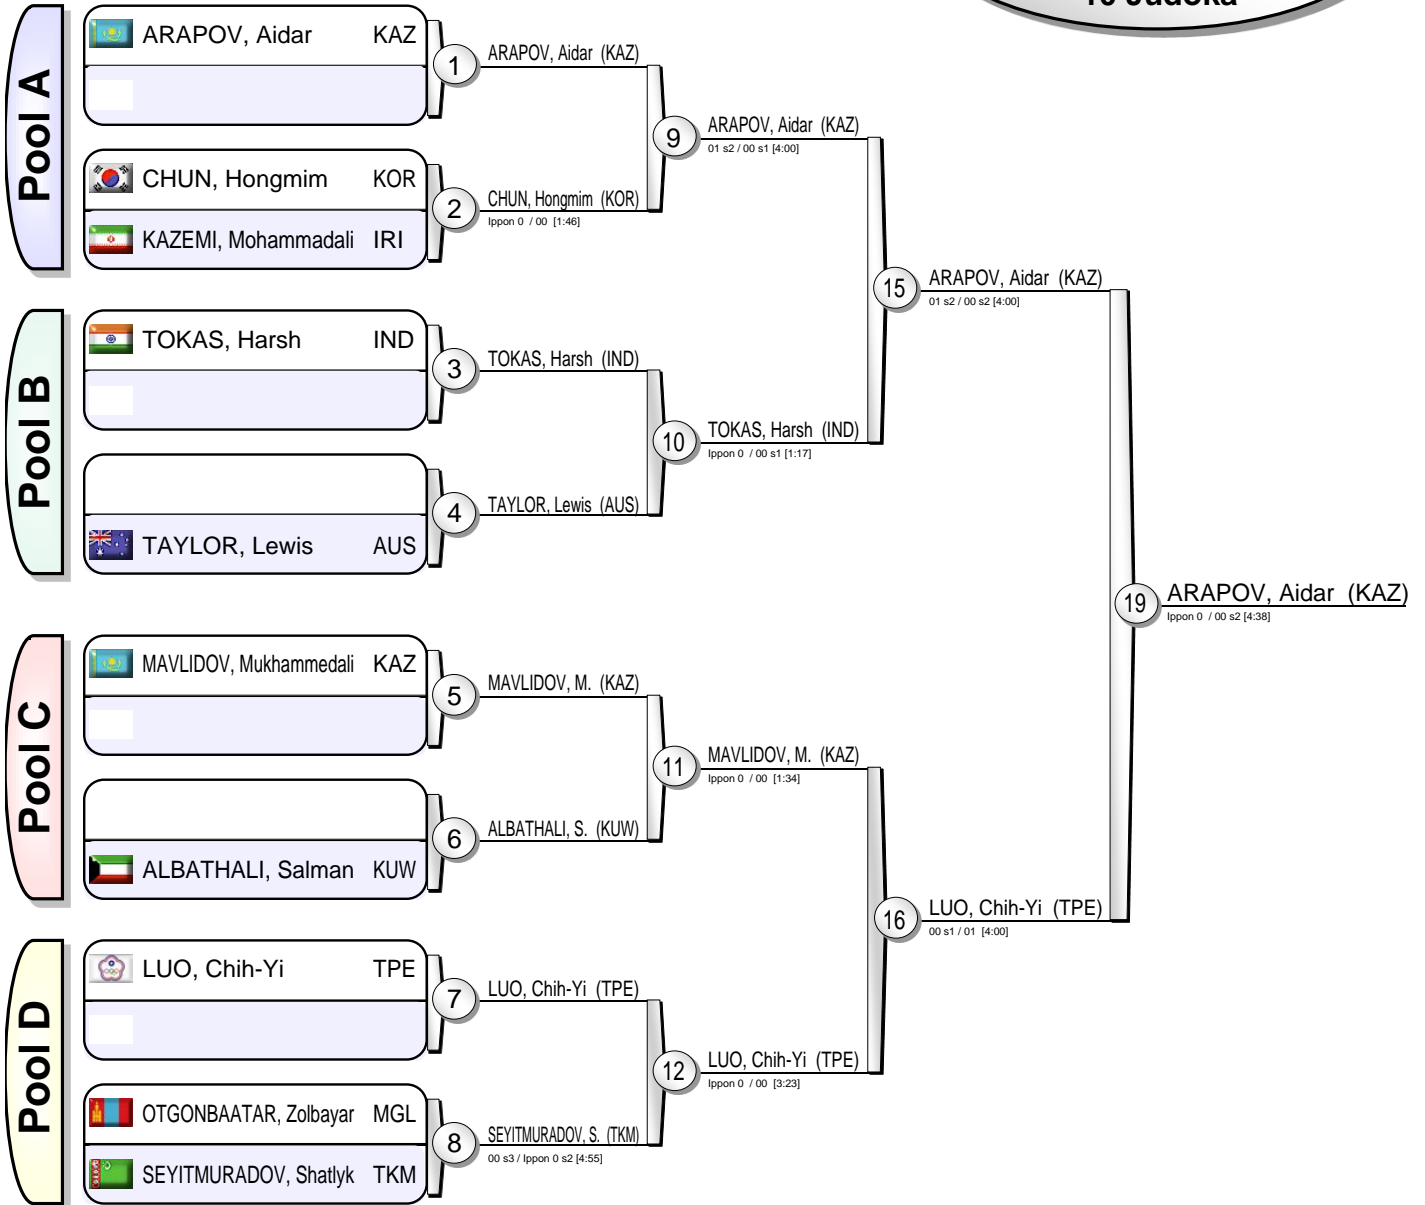 10 Judoka
Pool A
ARAPOV, Aidar KAZ
1
ARAPOV, Aidar (KAZ)
CHUN, Hongmim KOR
KAZEMI, Mohammadali IRI
2
CHUN, Hongmim (KOR)
Ippon 0 / 00 [1:46]
9
ARAPOV, Aidar (KAZ)
01 s2 / 00 s1 [4:00]
Pool B
TOKAS, Harsh IND
3
TOKAS, Harsh (IND)
TAYLOR, Lewis AUS
4
TAYLOR, Lewis (AUS)
10
TOKAS, Harsh (IND)
Ippon 0 / 00 s1 [1:17]
15
ARAPOV, Aidar (KAZ)
01 s2 / 00 s2 [4:00]
Pool C
MAVLIDOV, Mukhammedali KAZ
5
MAVLIDOV, M. (KAZ)
ALBATHALI, Salman KUW
6
ALBATHALI, S. (KUW)
11
MAVLIDOV, M. (KAZ)
Ippon 0 / 00 [1:34]
Pool D
LUO, Chih-Yi TPE
7
LUO, Chih-Yi (TPE)
OTGONBAATAR, Zolbayar MGL
SEYITMURADOV, Shatlyk TKM
8
SEYITMURADOV, S. (TKM)
00 s3 / Ippon 0 s2 [4:55]
12
LUO, Chih-Yi (TPE)
Ippon 0 / 00 [3:23]
16
LUO, Chih-Yi (TPE)
00 s1 / 01 [4:00]
19
ARAPOV, Aidar (KAZ)
Ippon 0 / 00 s2 [4:38]